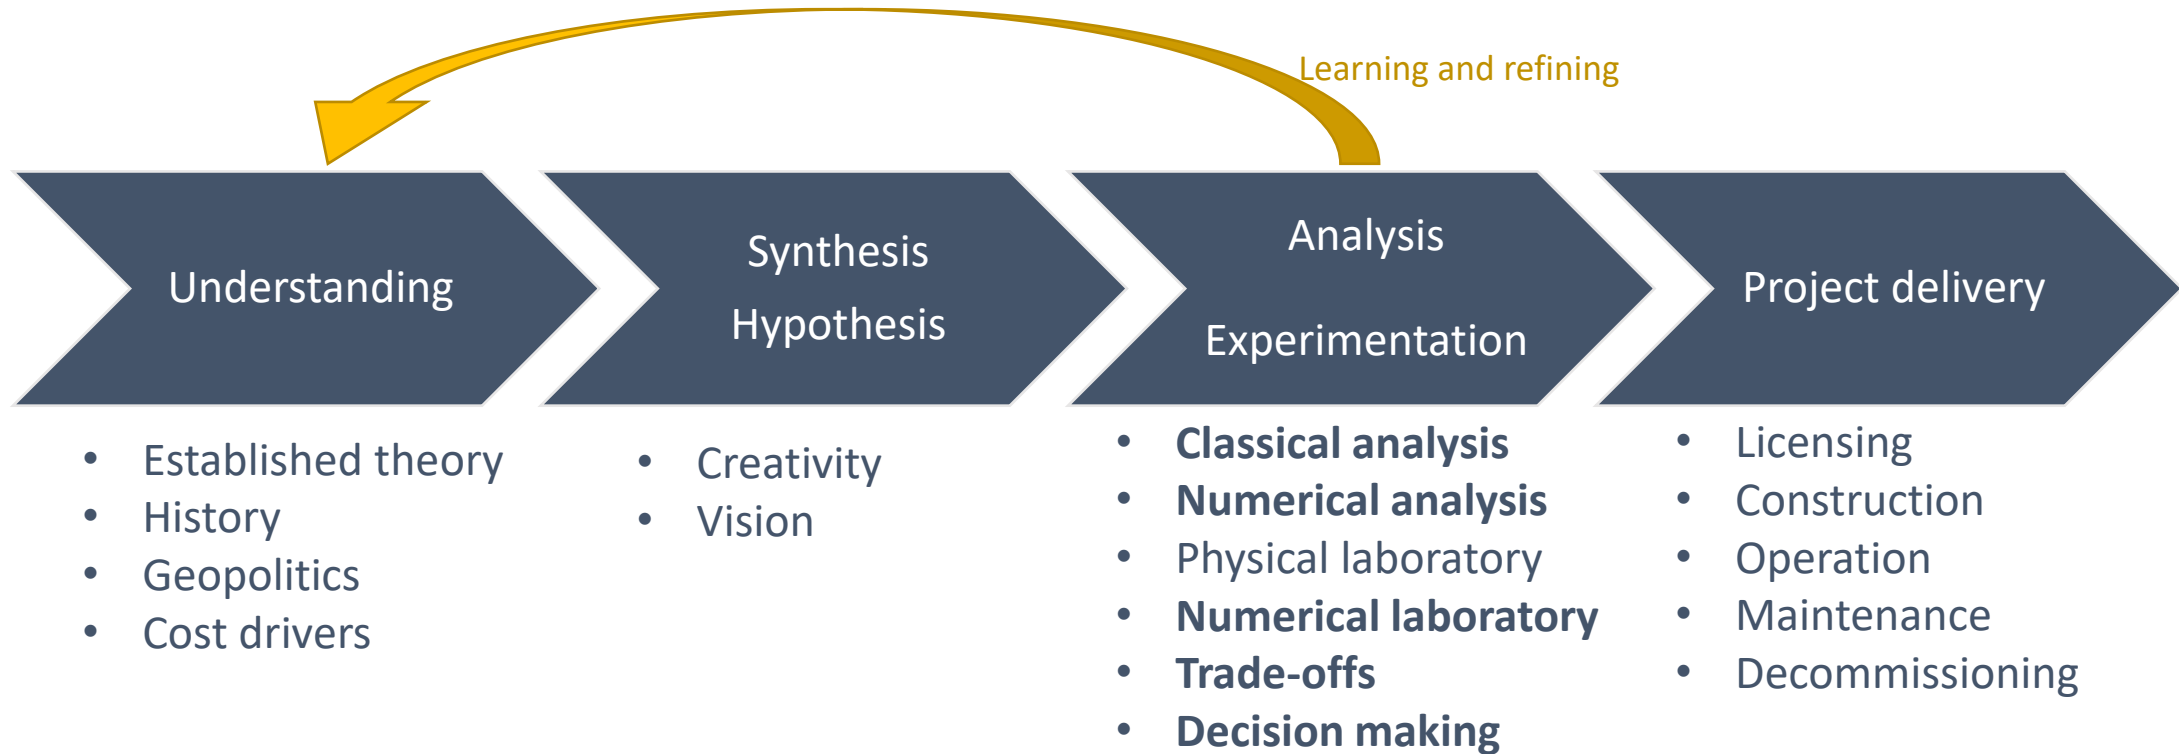 Learning and refining
Understanding
Synthesis
Hypothesis
Analysis
Experimentation
Project delivery
• Established theory
• History
• Geopolitics
• Cost drivers
• Creativity
• Vision
• Classical analysis
• Numerical analysis
• Physical laboratory
• Numerical laboratory
• Trade-offs
• Decision making
• Licensing
• Construction
• Operation
• Maintenance
• Decommissioning